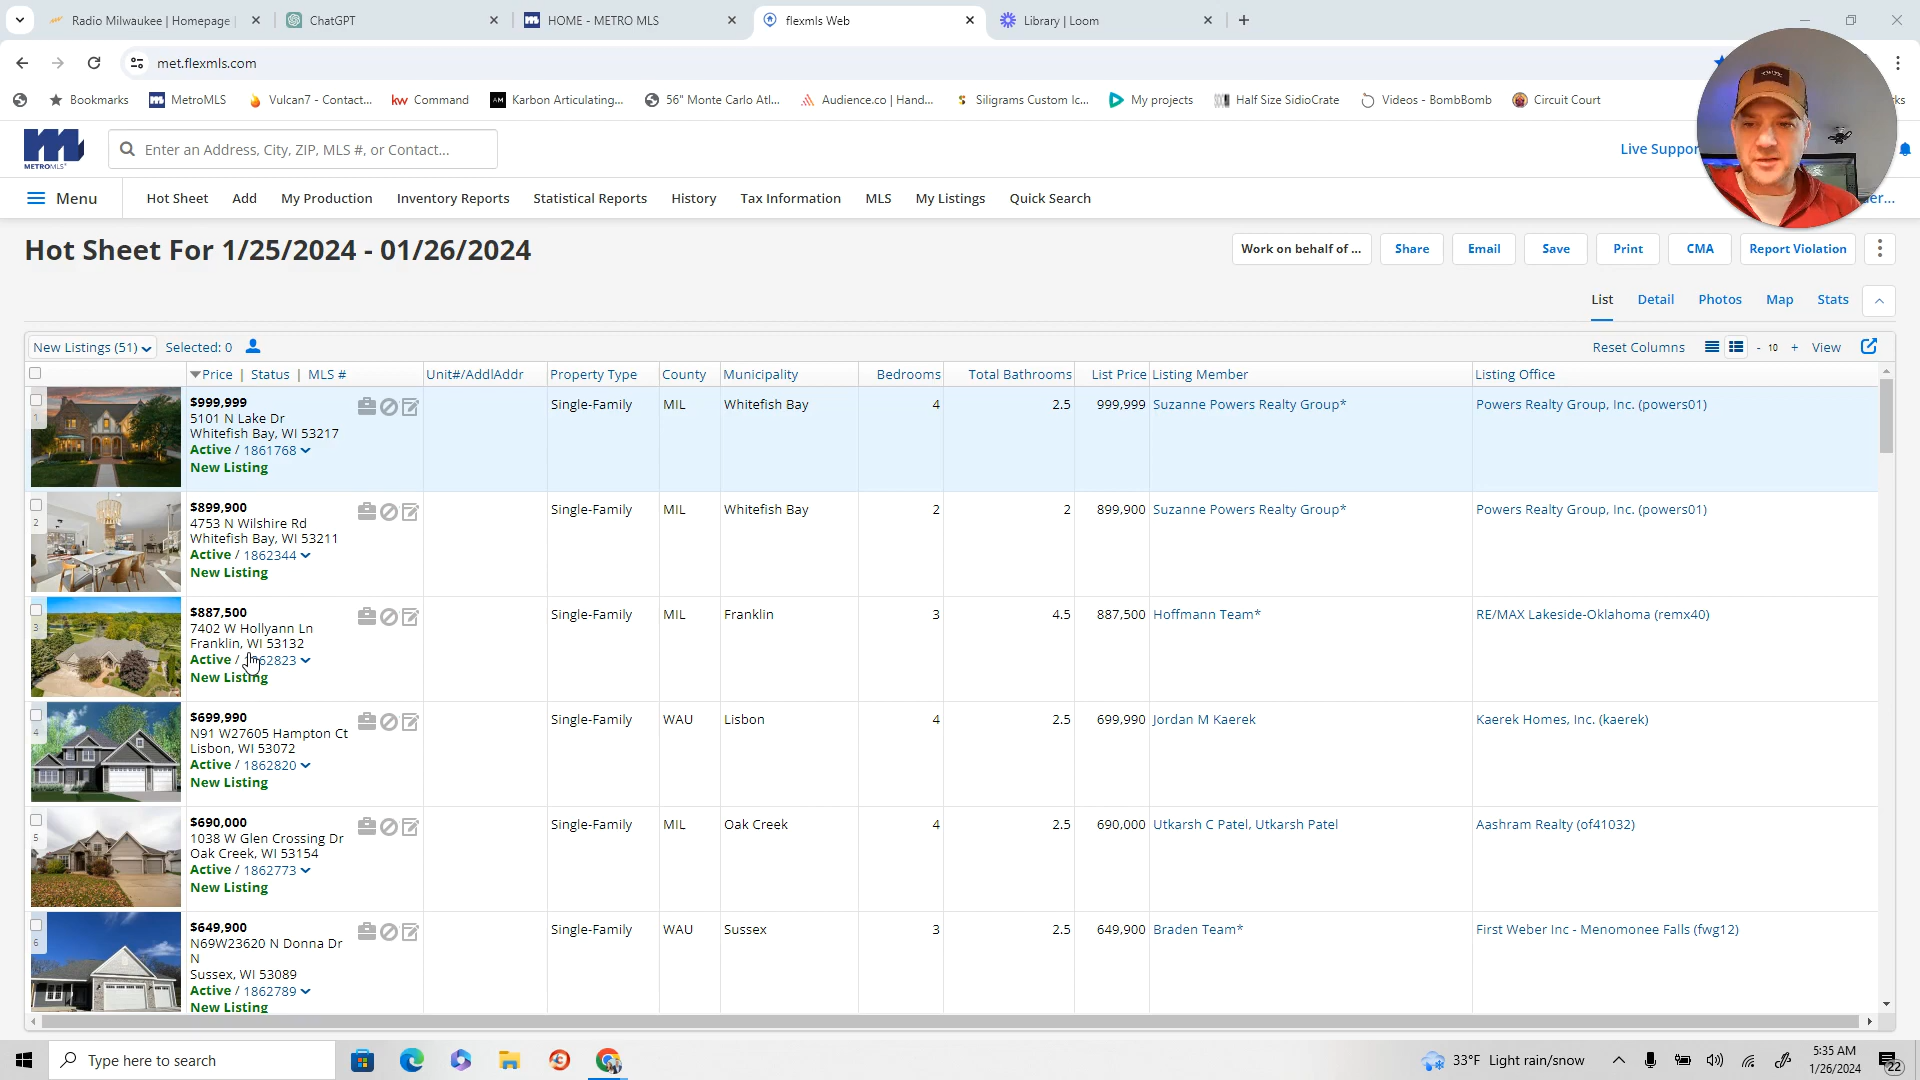 Radio Milwaukee | Homepage
ChatGPT
HOME - METRO MLS
flexmls Web
Library | Loom
met.flexmls.com
Bookmarks
MetroMLS
Vulcan7 - Contact...
kw Command
AM Karbon Articulating...
56" Monte Carlo Atl...
Audience.co | Hand...
Siligrams Custom Ic...
My projects
Half Size SidioCrate
Videos - BombBomb
Circuit Court
METROMLS
Enter an Address, City, ZIP, MLS #, or Contact...
Live Suppor
Menu
Hot Sheet
Add
My Production
Inventory Reports
Statistical Reports
History
Tax Information
MLS
My Listings
Quick Search
Hot Sheet For 1/25/2024 - 01/26/2024
Work on behalf of ...
Share
Email
Save
Print
CMA
Report Violation
List
Detail
Photos
Map
Stats
New Listings (51)
Selected: 0
Reset Columns
- 10 +
View
Price | Status | MLS #
Unit#/AddlAddr
Property Type
County
Municipality
Bedrooms
Total Bathrooms
List Price
Listing Member
Listing Office
1
$999,999
5101 N Lake Dr
Whitefish Bay, WI 53217
Active / 1861768
New Listing
Single-Family
MIL
Whitefish Bay
4
2.5
999,999
Suzanne Powers Realty Group*
Powers Realty Group, Inc. (powers01)
2
$899,900
4753 N Wilshire Rd
Whitefish Bay, WI 53211
Active / 1862344
New Listing
Single-Family
MIL
Whitefish Bay
2
2
899,900
Suzanne Powers Realty Group*
Powers Realty Group, Inc. (powers01)
3
$887,500
7402 W Hollyann Ln
Franklin, WI 53132
Active / 1862823
New Listing
Single-Family
MIL
Franklin
3
4.5
887,500
Hoffmann Team*
RE/MAX Lakeside-Oklahoma (remx40)
4
$699,990
N91 W27605 Hampton Ct
Lisbon, WI 53072
Active / 1862820
New Listing
Single-Family
WAU
Lisbon
4
2.5
699,990
Jordan M Kaerek
Kaerek Homes, Inc. (kaerek)
5
$690,000
1038 W Glen Crossing Dr
Oak Creek, WI 53154
Active / 1862773
New Listing
Single-Family
MIL
Oak Creek
4
2.5
690,000
Utkarsh C Patel, Utkarsh Patel
Aashram Realty (of41032)
6
$649,900
N69W23620 N Donna Dr
N
Sussex, WI 53089
Active / 1862789
New Listing
Single-Family
WAU
Sussex
3
2.5
649,900
Braden Team*
First Weber Inc - Menomonee Falls (fwg12)
Type here to search
33°F Light rain/snow
5:35 AM
1/26/2024
22